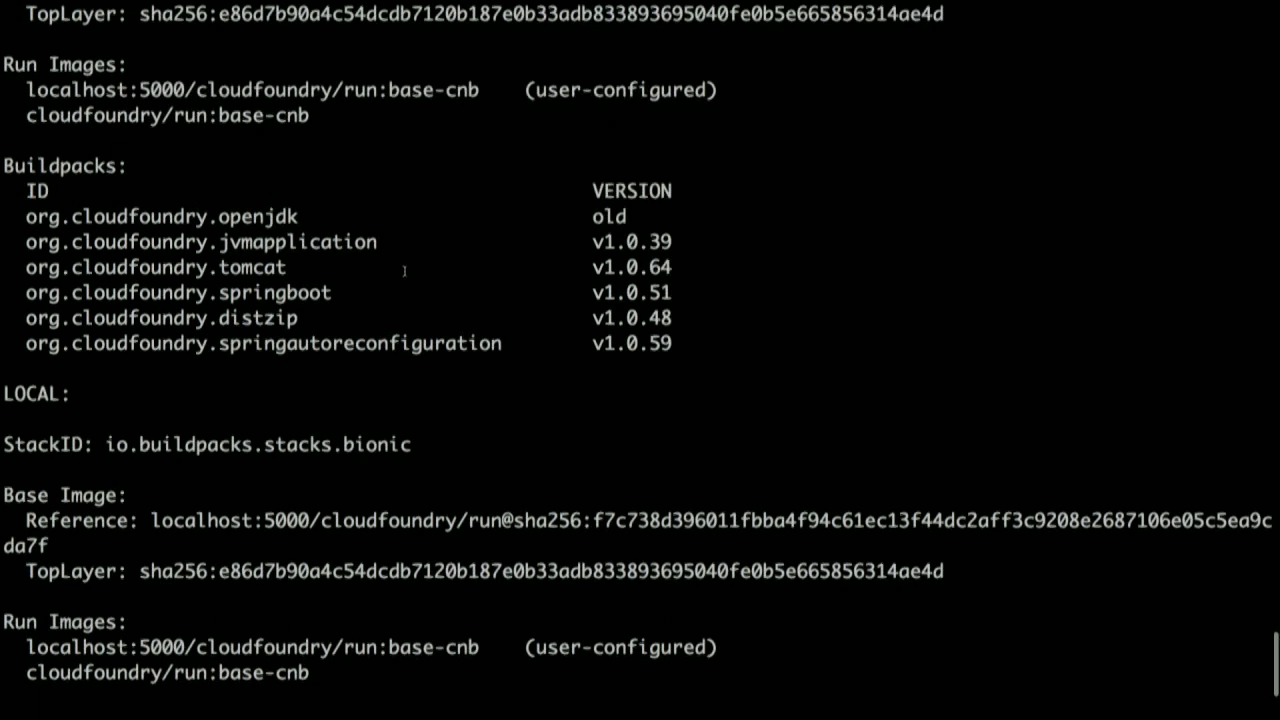 TopLayer: sha256:e86d7b90a4c54dcdb7120b187e0b33adb833893695040fe0b5e665856314ae4d
Run Images:
localhost:5000/cloudfoundry/run:base-cnb (user-configured)
cloudfoundry/run:base-cnb
Buildpacks:
ID VERSION
org.cloudfoundry.openjdk old
org.cloudfoundry.jvmapplication v1.0.39
org.cloudfoundry.tomcat v1.0.64
org.cloudfoundry.springboot v1.0.51
org.cloudfoundry.distzip v1.0.48
org.cloudfoundry.springautoreconfiguration v1.0.59
LOCAL:
StackID: io.buildpacks.stacks.bionic
Base Image:
Reference: localhost:5000/cloudfoundry/run@sha256:f7c738d396011fbba4f94c61ec13f44dc2aff3c9208e2687106e05c5ea9c
da7f
TopLayer: sha256:e86d7b90a4c54dcdb7120b187e0b33adb833893695040fe0b5e665856314ae4d
Run Images:
localhost:5000/cloudfoundry/run:base-cnb (user-configured)
cloudfoundry/run:base-cnb